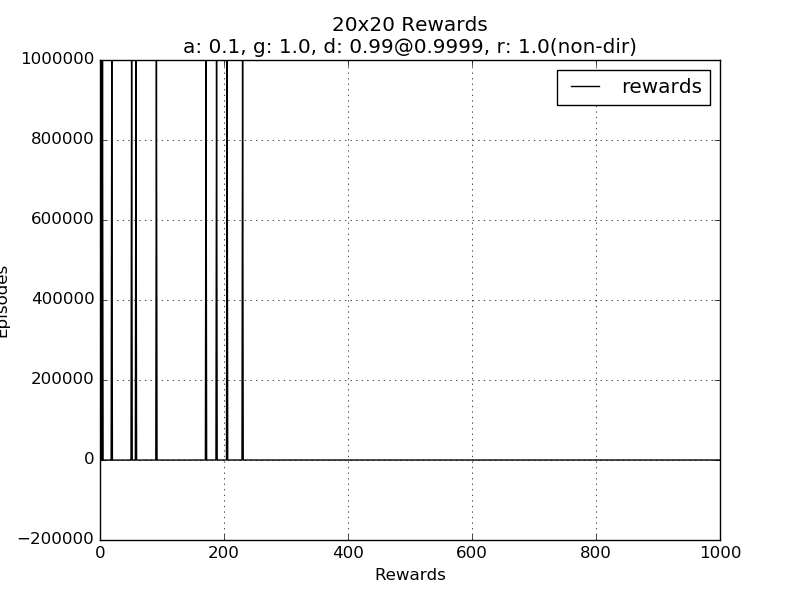 20x20 Rewards
a: 0.1, g: 1.0, d: 0.99@0.9999, r: 1.0(non-dir)
rewards
1000000
800000
600000
400000
200000
0
−200000
Episodes
0 200 400 600 800 1000
Rewards